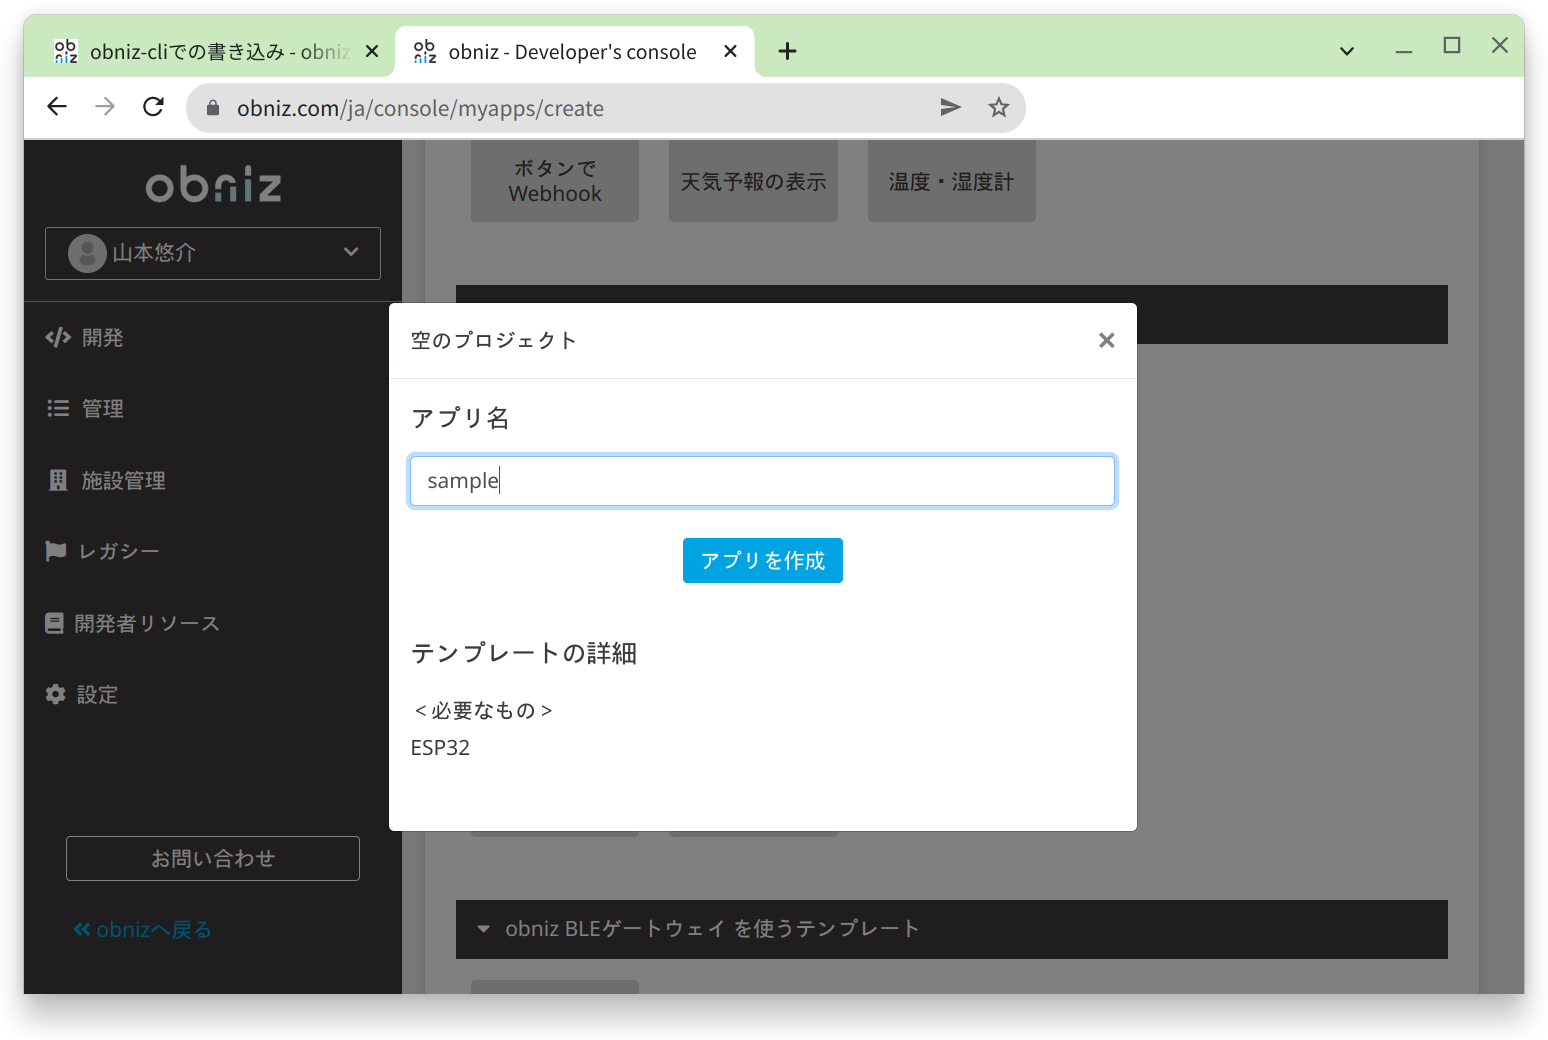 obniz-cliでの書き込み - obniz
obniz - Developer's console
obniz.com/ja/console/myapps/create
obniz
山本悠介
開発
管理
施設管理
レガシー
開発者リソース
設定
お問い合わせ
obnizへ戻る
ボタンで
Webhook
天気予報の表示
温度・湿度計
空のプロジェクト
アプリ名
sample
アプリを作成
テンプレートの詳細
＜必要なもの＞
ESP32
obniz BLEゲートウェイ を使うテンプレート